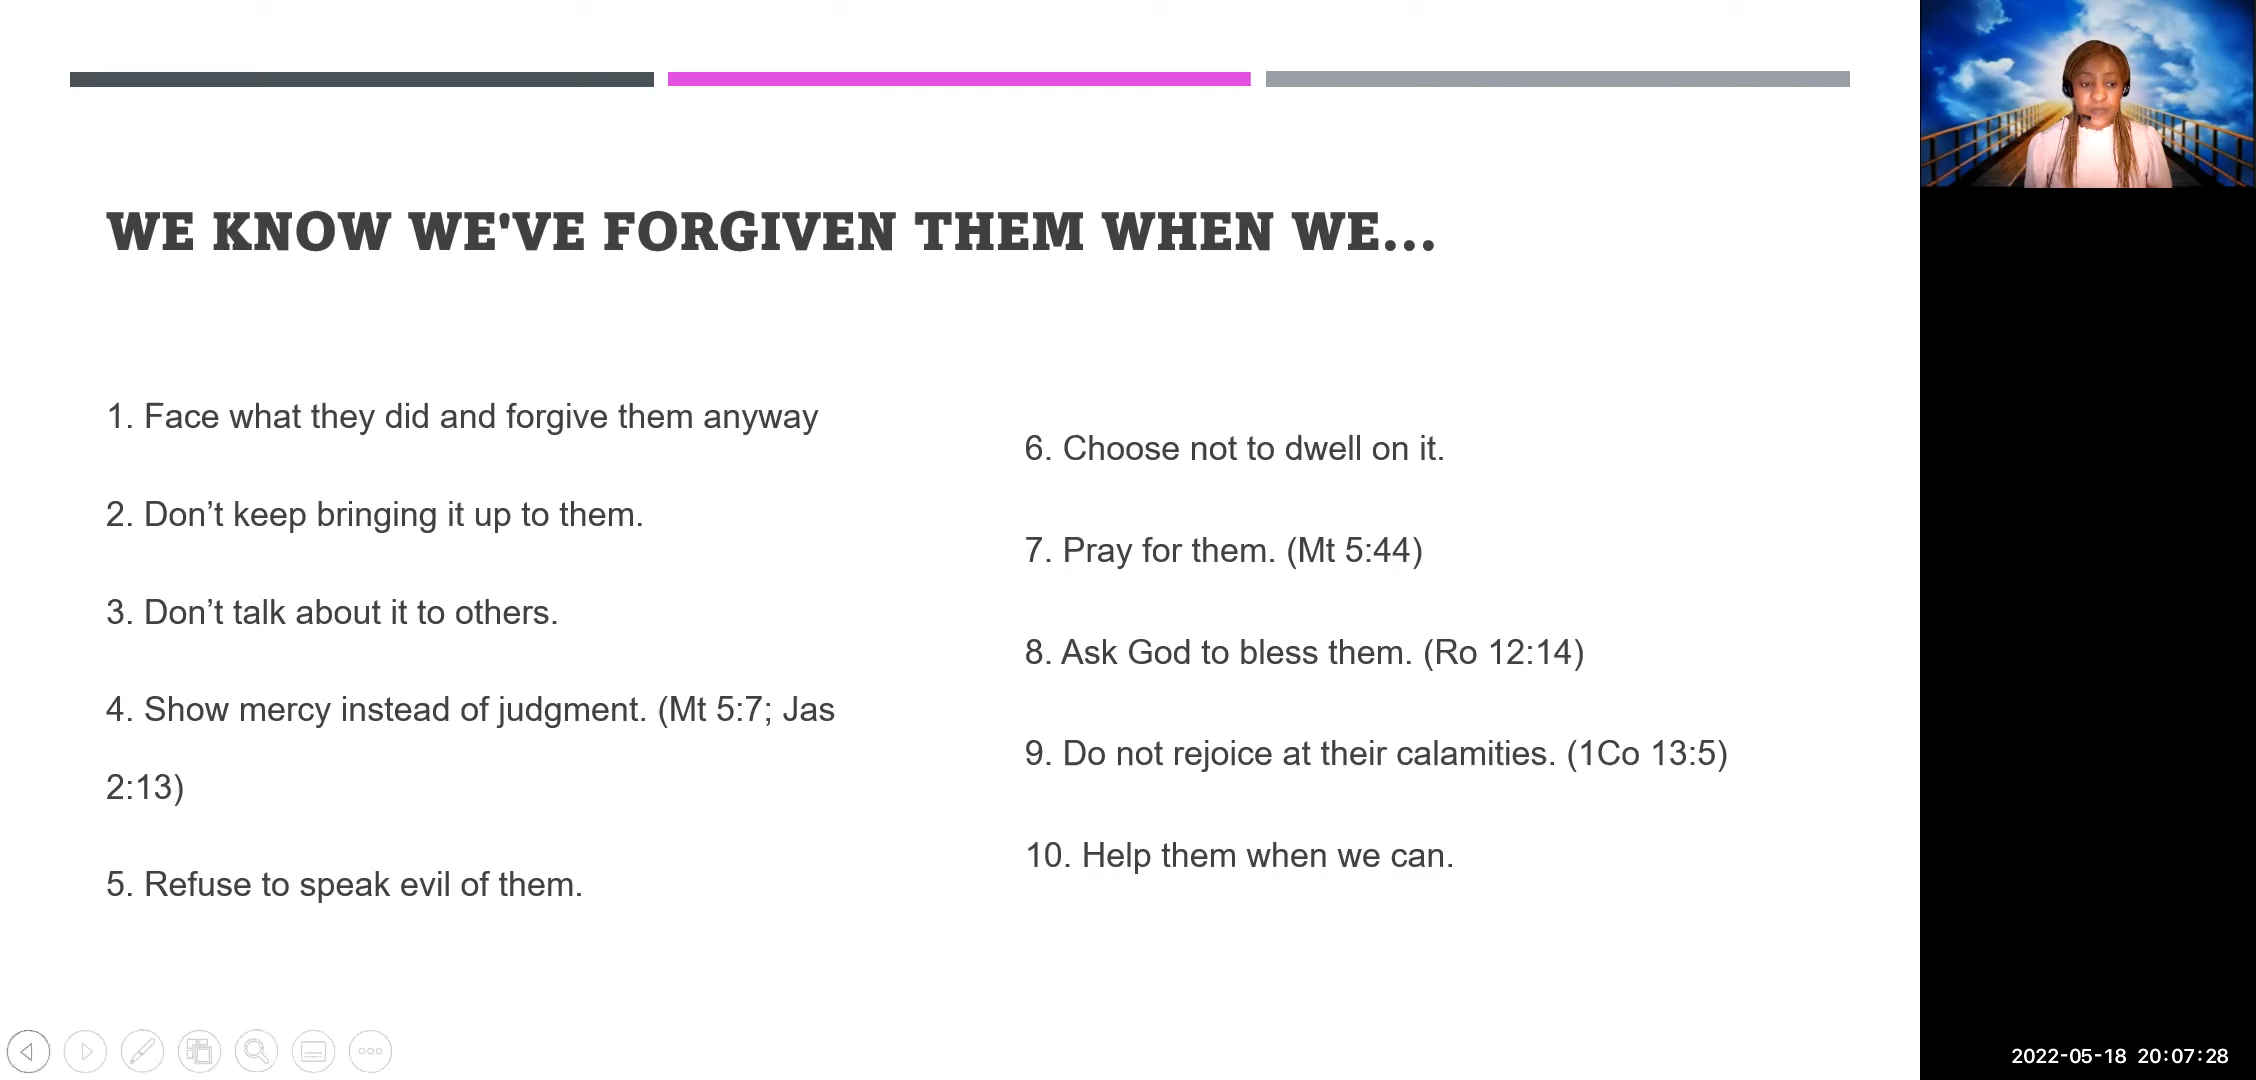 WE KNOW WE'VE FORGIVEN THEM WHEN WE...
1. Face what they did and forgive them anyway
2. Don’t keep bringing it up to them.
3. Don’t talk about it to others.
4. Show mercy instead of judgment. (Mt 5:7; Jas
2:13)
5. Refuse to speak evil of them.
6. Choose not to dwell on it.
7. Pray for them. (Mt 5:44)
8. Ask God to bless them. (Ro 12:14)
9. Do not rejoice at their calamities. (1Co 13:5)
10. Help them when we can.
2022-05-18 20:07:28